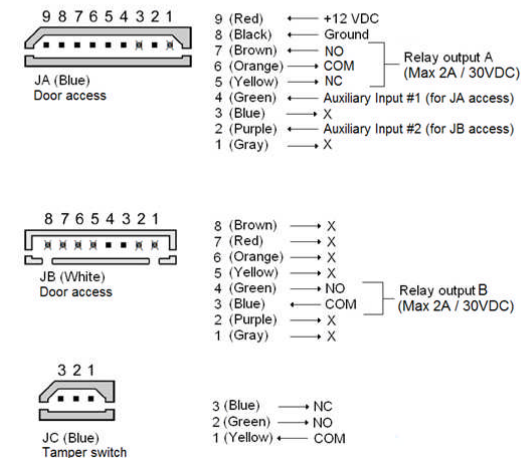 9 8 7 6 5 4 3 2 1
JA (Blue)
Door access
9 (Red) ← +12 VDC
8 (Black) ← Ground
7 (Brown) ← NO
6 (Orange) → COM
5 (Yellow) → NC
Relay output A
(Max 2A / 30VDC)
4 (Green) ← Auxiliary Input #1 (for JA access)
3 (Blue) → X
2 (Purple) ← Auxiliary Input #2 (for JB access)
1 (Gray) → X
8 7 6 5 4 3 2 1
JB (White)
Door access
8 (Brown) → X
7 (Red) → X
6 (Orange) → X
5 (Yellow) → X
4 (Green) → NO
3 (Blue) ← COM
Relay output B
(Max 2A / 30VDC)
2 (Purple) → X
1 (Gray) → X
3 2 1
JC (Blue)
Tamper switch
3 (Blue) → NC
2 (Green) → NO
1 (Yellow) ← COM